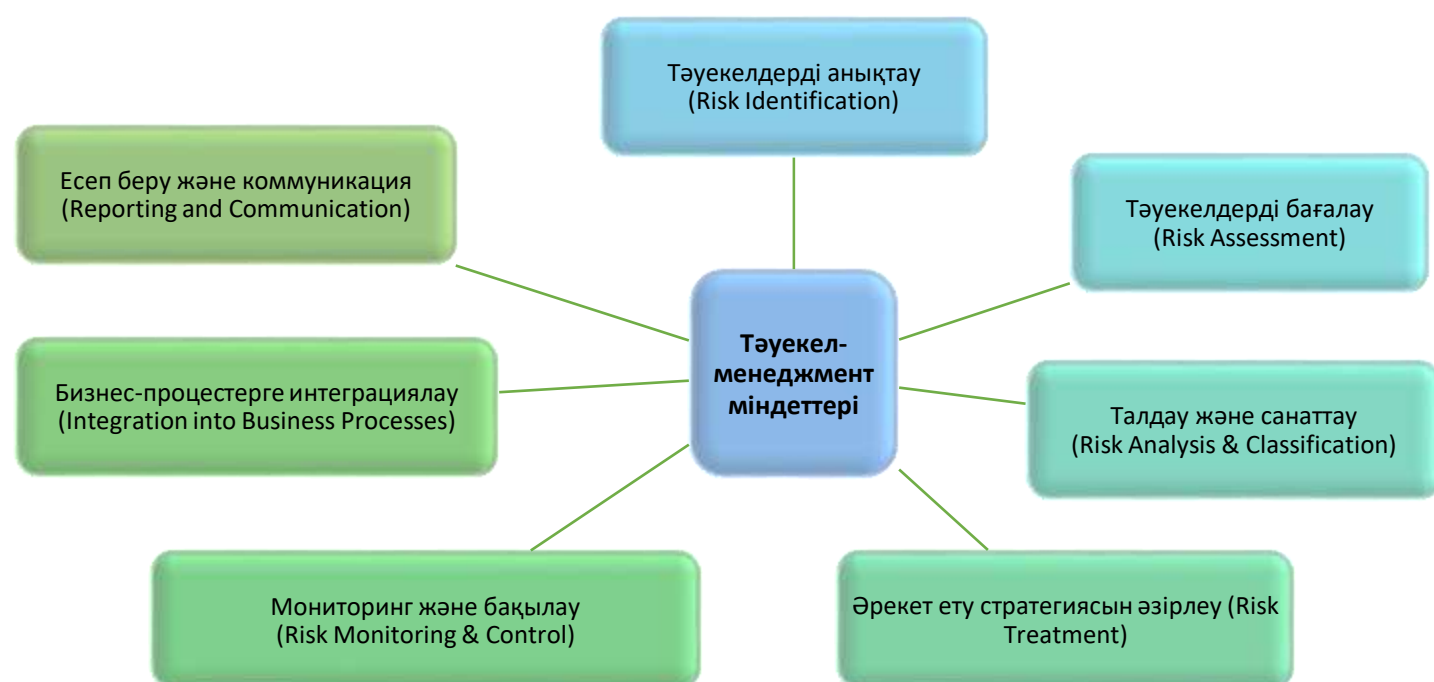 Тәуекелдерді анықтау
(Risk Identification)
Есеп беру және коммуникация
(Reporting and Communication)
Тәуекелдерді бағалау
(Risk Assessment)
Тәуекел-
менеджмент
міндеттері
Бизнес-процестерге интеграциялау
(Integration into Business Processes)
Талдау және санаттау
(Risk Analysis & Classification)
Мониторинг және бақылау
(Risk Monitoring & Control)
Әрекет ету стратегиясын әзірлеу (Risk
Treatment)